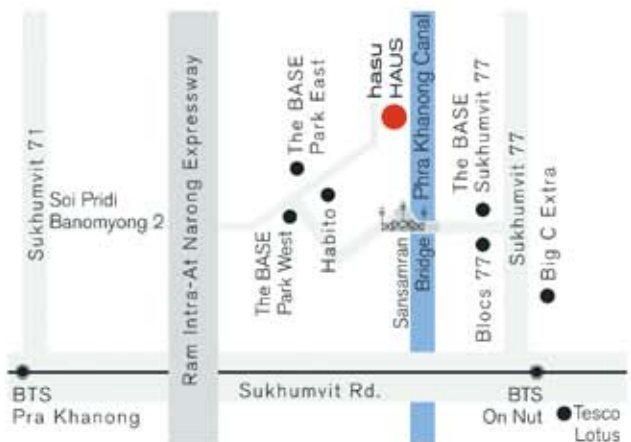 Sukhumvit 71
Soi Pridi
Banomyong 2
Ram Intra-At Narong Expressway
The BASE
Park East
The BASE
Park West
Habito
hasu
HAUS
Sansamran
Bridge
Phra Khanong Canal
The BASE
Sukhumvit 77
Blocs 77
Sukhumvit 77
Big C Extra
Sukhumvit Rd.
BTS
Pra Khanong
BTS
On Nut
Tesco
Lotus